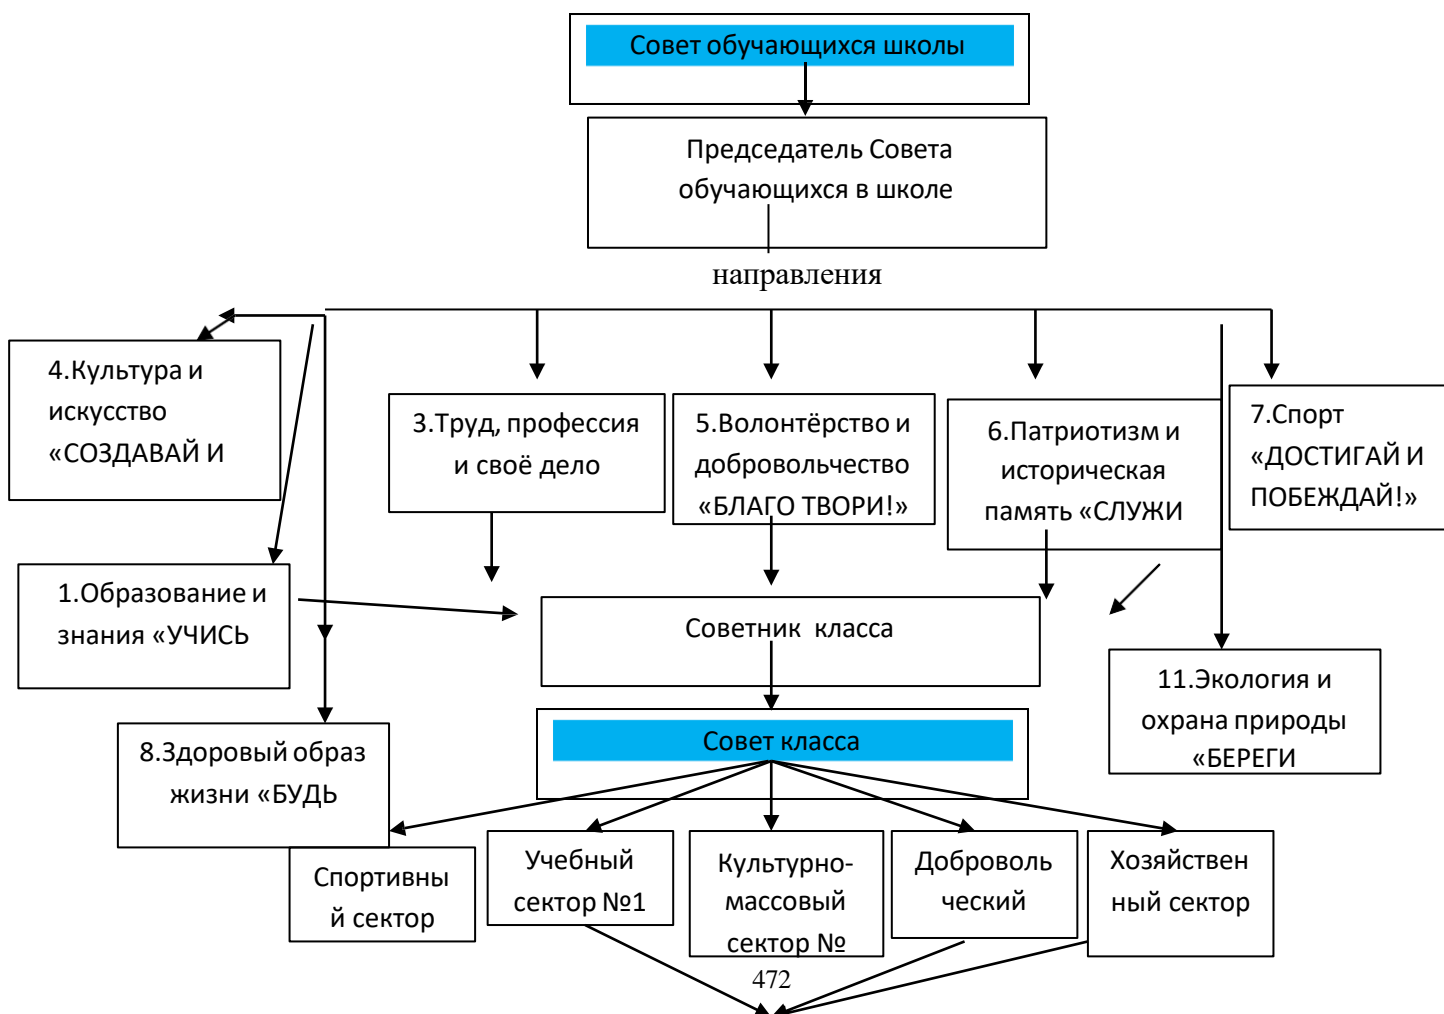 Совет обучающихся школы
Председатель Совета
обучающихся в школе
направления
4.Культура и
искусство
«СОЗДАВАЙ И
3.Труд, профессия
и своё дело
5.Волонтёрство и
добровольчество
«БЛАГО ТВОРИ!»
6.Патриотизм и
историческая
память «СЛУЖИ
7.Спорт
«ДОСТИГАЙ И
ПОБЕЖДАЙ!»
1.Образование и
знания «УЧИСЬ
Советник класса
11.Экология и
охрана природы
«БЕРЕГИ
8.Здоровый образ
жизни «БУДЬ
Совет класса
Спортивны
й сектор
Учебный
сектор №1
Культурно-
массовый
сектор №
Доброволь
ческий
Хозяйствен
ный сектор
472